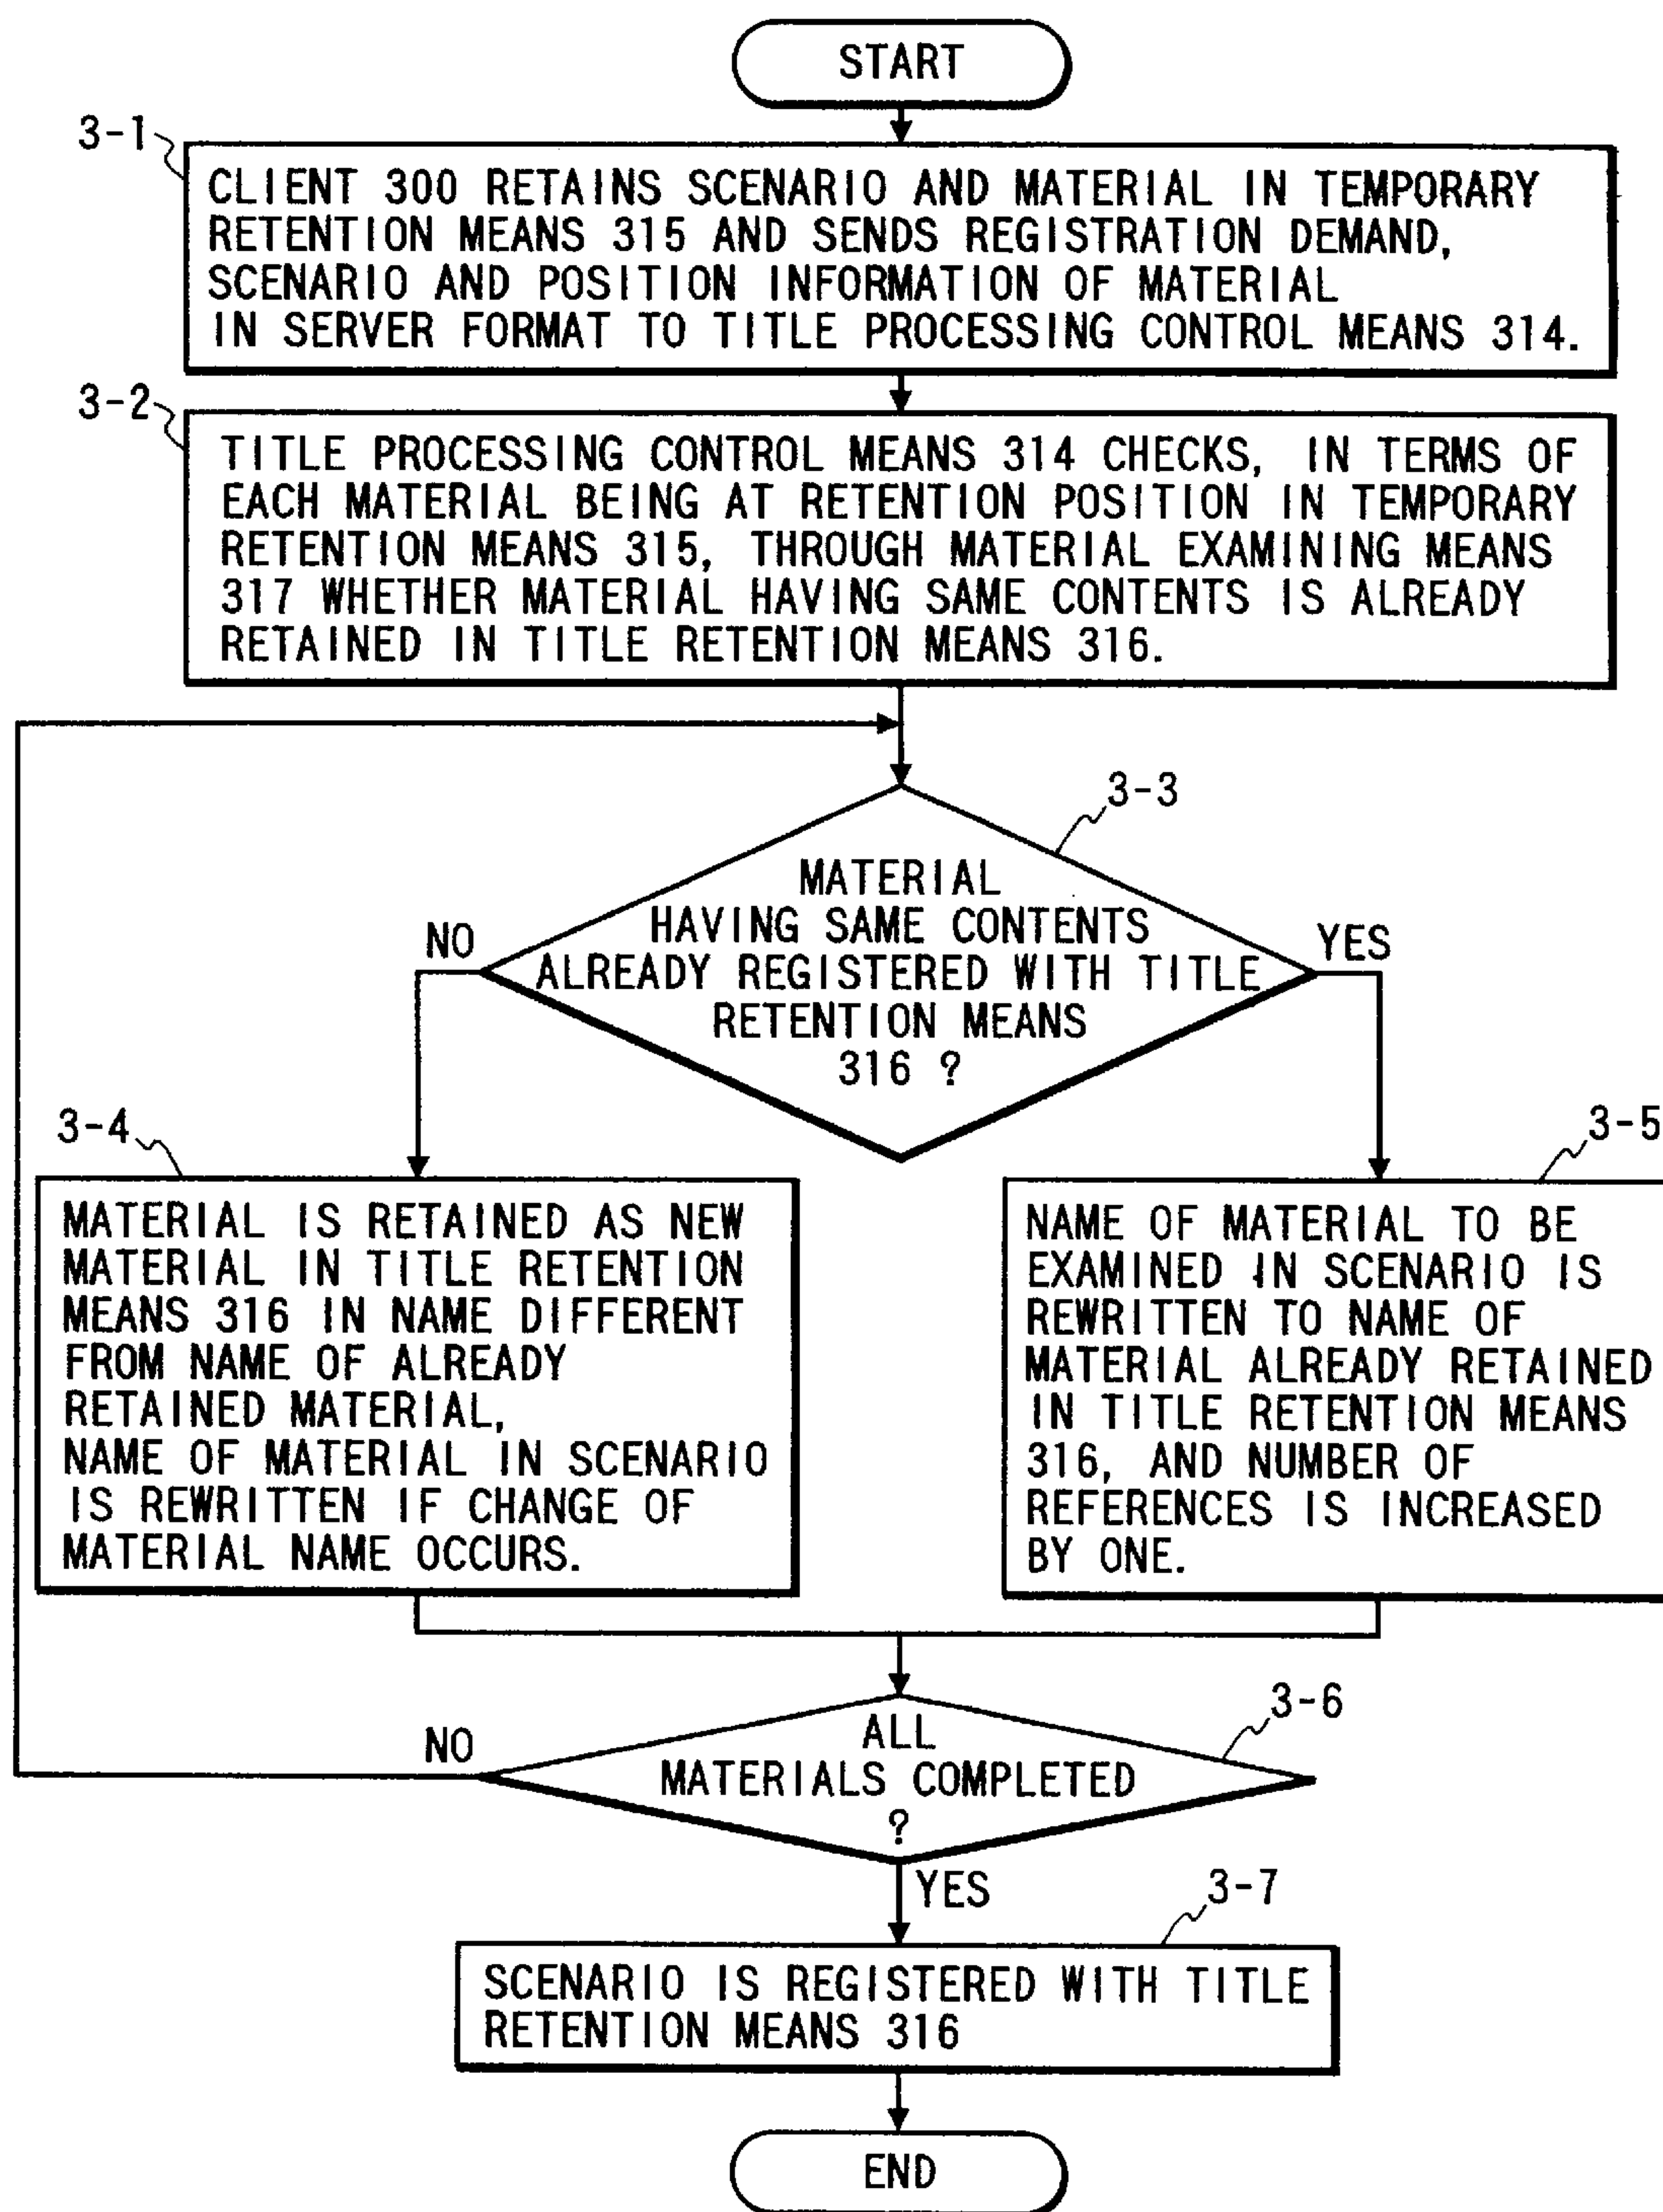 START
3-1
CLIENT 300 RETAINS SCENARIO AND MATERIAL IN TEMPORARY
RETENTION MEANS 315 AND SENDS REGISTRATION DEMAND,
SCENARIO AND POSITION INFORMATION OF MATERIAL
IN SERVER FORMAT TO TITLE PROCESSING CONTROL MEANS 314.
3-2
TITLE PROCESSING CONTROL MEANS 314 CHECKS, IN TERMS OF
EACH MATERIAL BEING AT RETENTION POSITION IN TEMPORARY
RETENTION MEANS 315, THROUGH MATERIAL EXAMINING MEANS
317 WHETHER MATERIAL HAVING SAME CONTENTS IS ALREADY
RETAINED IN TITLE RETENTION MEANS 316.
3-3
MATERIAL
HAVING SAME CONTENTS
ALREADY REGISTERED WITH TITLE
RETENTION MEANS
316 ?
NO
YES
3-4
MATERIAL IS RETAINED AS NEW
MATERIAL IN TITLE RETENTION
MEANS 316 IN NAME DIFFERENT
FROM NAME OF ALREADY
RETAINED MATERIAL,
NAME OF MATERIAL IN SCENARIO
IS REWRITTEN IF CHANGE OF
MATERIAL NAME OCCURS.
3-5
NAME OF MATERIAL TO BE
EXAMINED IN SCENARIO IS
REWRITTEN TO NAME OF
MATERIAL ALREADY RETAINED
IN TITLE RETENTION MEANS
316, AND NUMBER OF
REFERENCES IS INCREASED
BY ONE.
3-6
ALL
MATERIALS COMPLETED
?
NO
YES
3-7
SCENARIO IS REGISTERED WITH TITLE
RETENTION MEANS 316
END